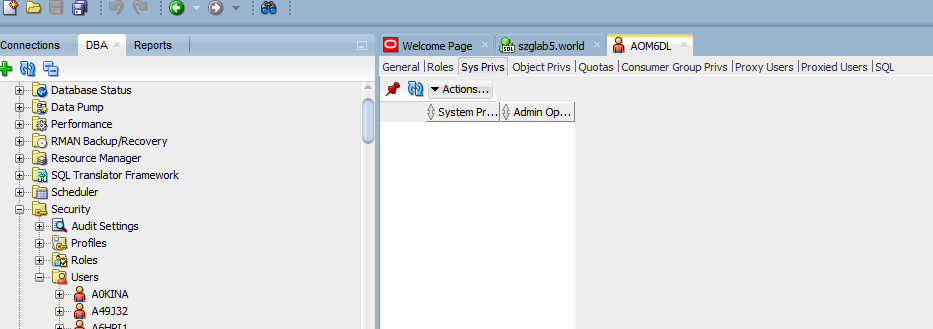 Connections DBA Reports
Welcome Page szglab5.world AOM6DL
General Roles Sys Privs Object Privs Quotas Consumer Group Privs Proxy Users Proxied Users SQL
Actions...
System Pr... Admin Op...
Database Status
Data Pump
Performance
RMAN Backup/Recovery
Resource Manager
SQL Translator Framework
Scheduler
Security
Audit Settings
Profiles
Roles
Users
A0KINA
A49J32